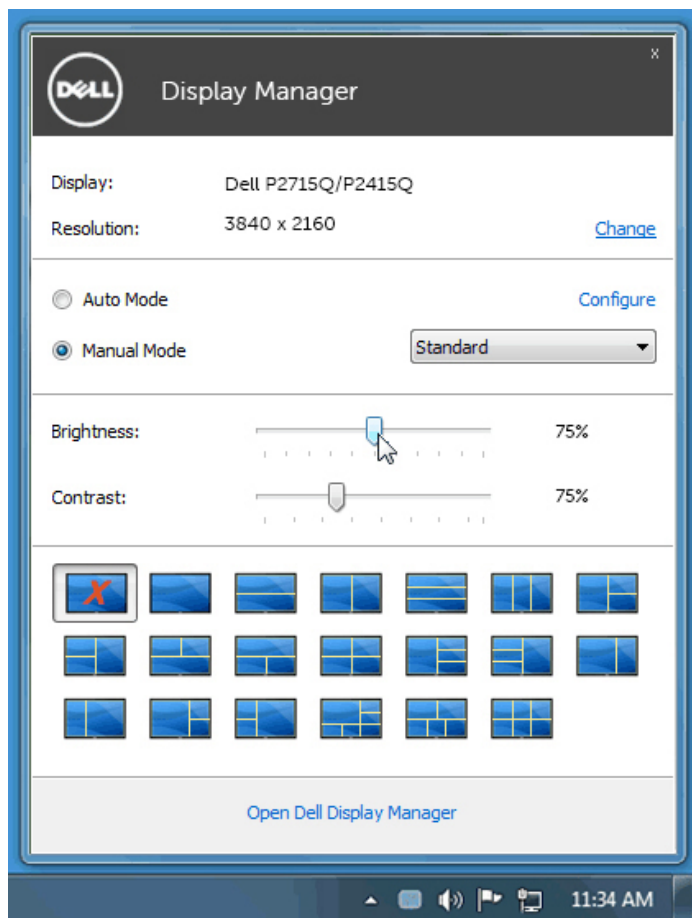 x
DELL
Display Manager
Display: Dell P2715Q/P2415Q
Resolution: 3840 x 2160 Change
Auto Mode Configure
Manual Mode Standard
Brightness: 75%
Contrast: 75%
Open Dell Display Manager
11:34 AM